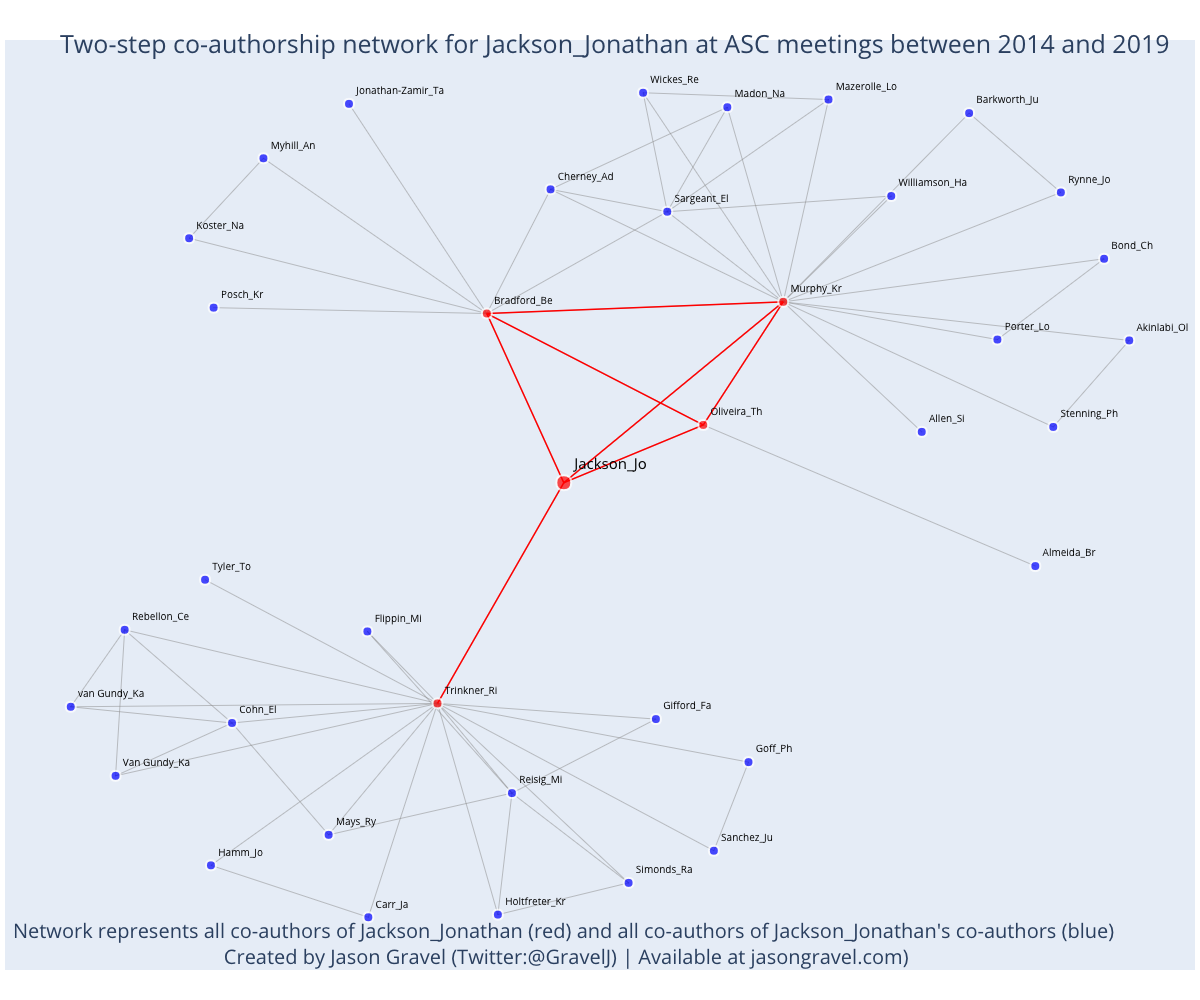 Two-step co-authorship network for Jackson_Jonathan at ASC meetings between 2014 and 2019
Wickes_Re
Mazerolle_Lo
Jonathan-Zamir_Ta
Madon_Na
Barkworth_Ju
Myhill_An
Cherney_Ad
Williamson_Ha
Rynne_Jo
Sargeant_El
Koster_Na
Bond_Ch
Murphy_Kr
Posch_Kr
Bradford_Be
Porter_Lo
Akinlabi_Ol
Oliveira_Th
Stenning_Ph
Allen_Si
Jackson_Jo
Almeida_Br
Tyler_To
Rebellon_Ce
Flippin_Mi
Trinkner_Ri
van Gundy_Ka
Gifford_Fa
Cohn_El
Goff_Ph
Van Gundy_Ka
Reisig_Mi
Mays_Ry
Sanchez_Ju
Hamm_Jo
Simonds_Ra
Holtfreter_Kr
Carr_Ja
Network represents all co-authors of Jackson_Jonathan (red) and all co-authors of Jackson_Jonathan's co-authors (blue)
Created by Jason Gravel (Twitter:@GravelJ) | Available at jasongravel.com)